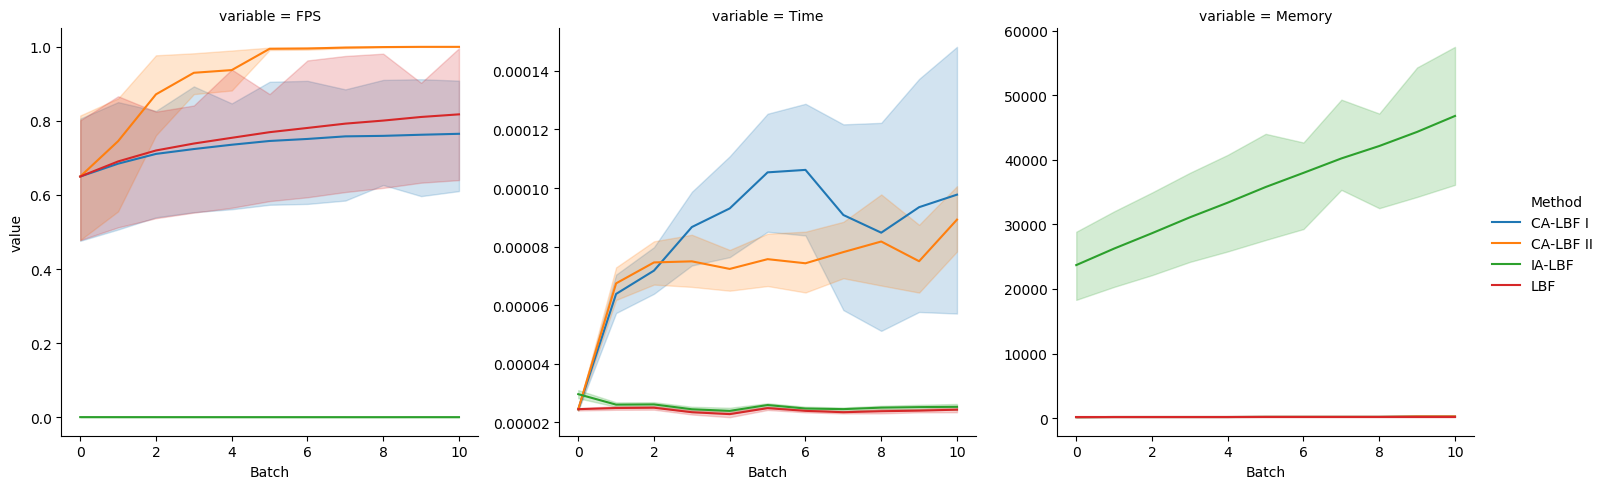 variable = FPS
1.0
0.8
0.6
0.4
0.2
0.0
value
0 2 4 6 8 10
Batch
variable = Time
0.00014
0.00012
0.00010
0.00008
0.00006
0.00004
0.00002
0 2 4 6 8 10
Batch
variable = Memory
60000
50000
40000
30000
20000
10000
0
0 2 4 6 8 10
Batch
Method
CA-LBF I
CA-LBF II
IA-LBF
LBF